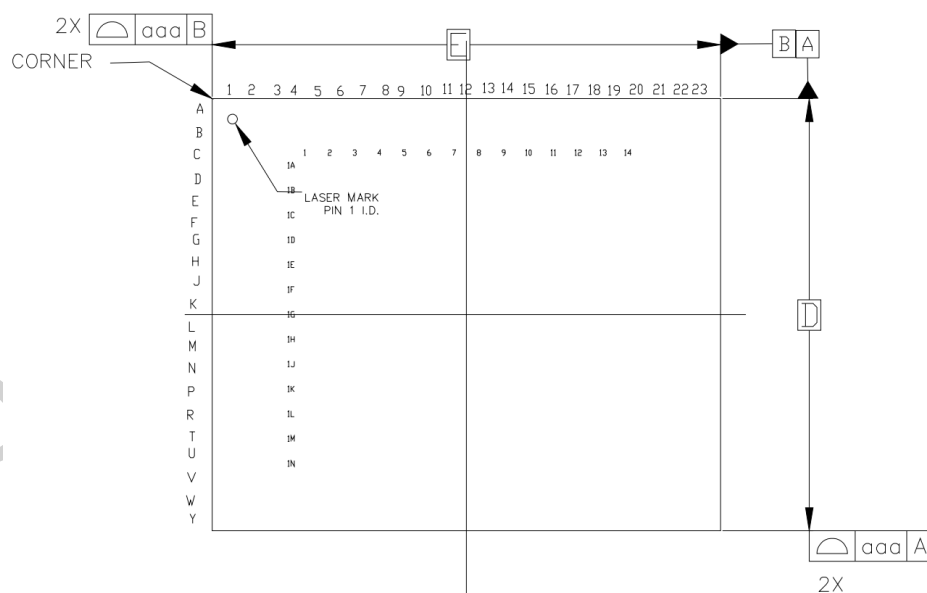 2X aaa B
E
B A
CORNER
1 2 3 4 5 6 7 8 9 10 11 12 13 14 15 16 17 18 19 20 21 22 23
A
B
C
1 2 3 4 5 6 7 8 9 10 11 12 13 14
1A
D
1B
E
LASER MARK
PIN 1 I.D.
1C
F
G
1D
H
1E
J
1F
K
1G
D
L
1H
M
1J
N
1K
P
1L
R
1M
T
U
1N
V
W
Y
aaa A
2X